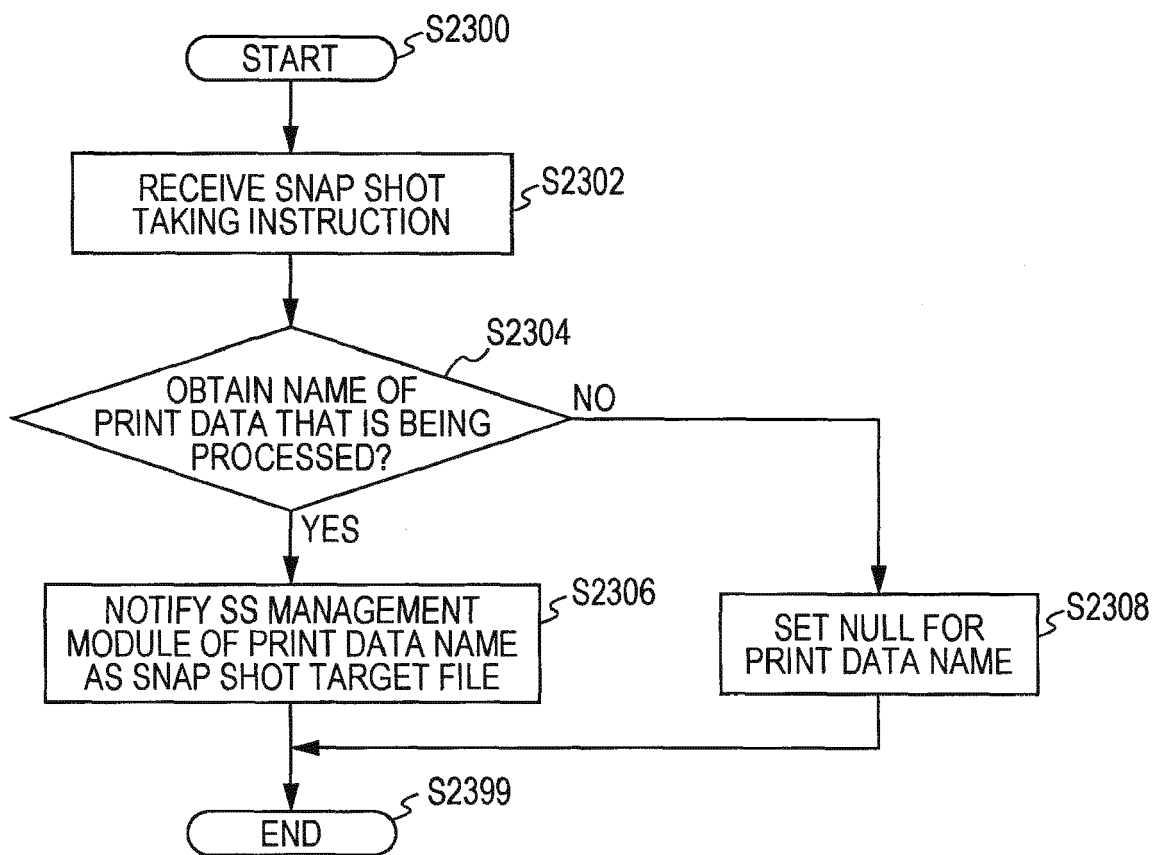 START
S2300
RECEIVE SNAP SHOT
TAKING INSTRUCTION
S2302
S2304
OBTAIN NAME OF
PRINT DATA THAT IS BEING
PROCESSED?
NO
YES
NOTIFY SS MANAGEMENT
MODULE OF PRINT DATA NAME
AS SNAP SHOT TARGET FILE
S2306
SET NULL FOR
PRINT DATA NAME
S2308
END
S2399